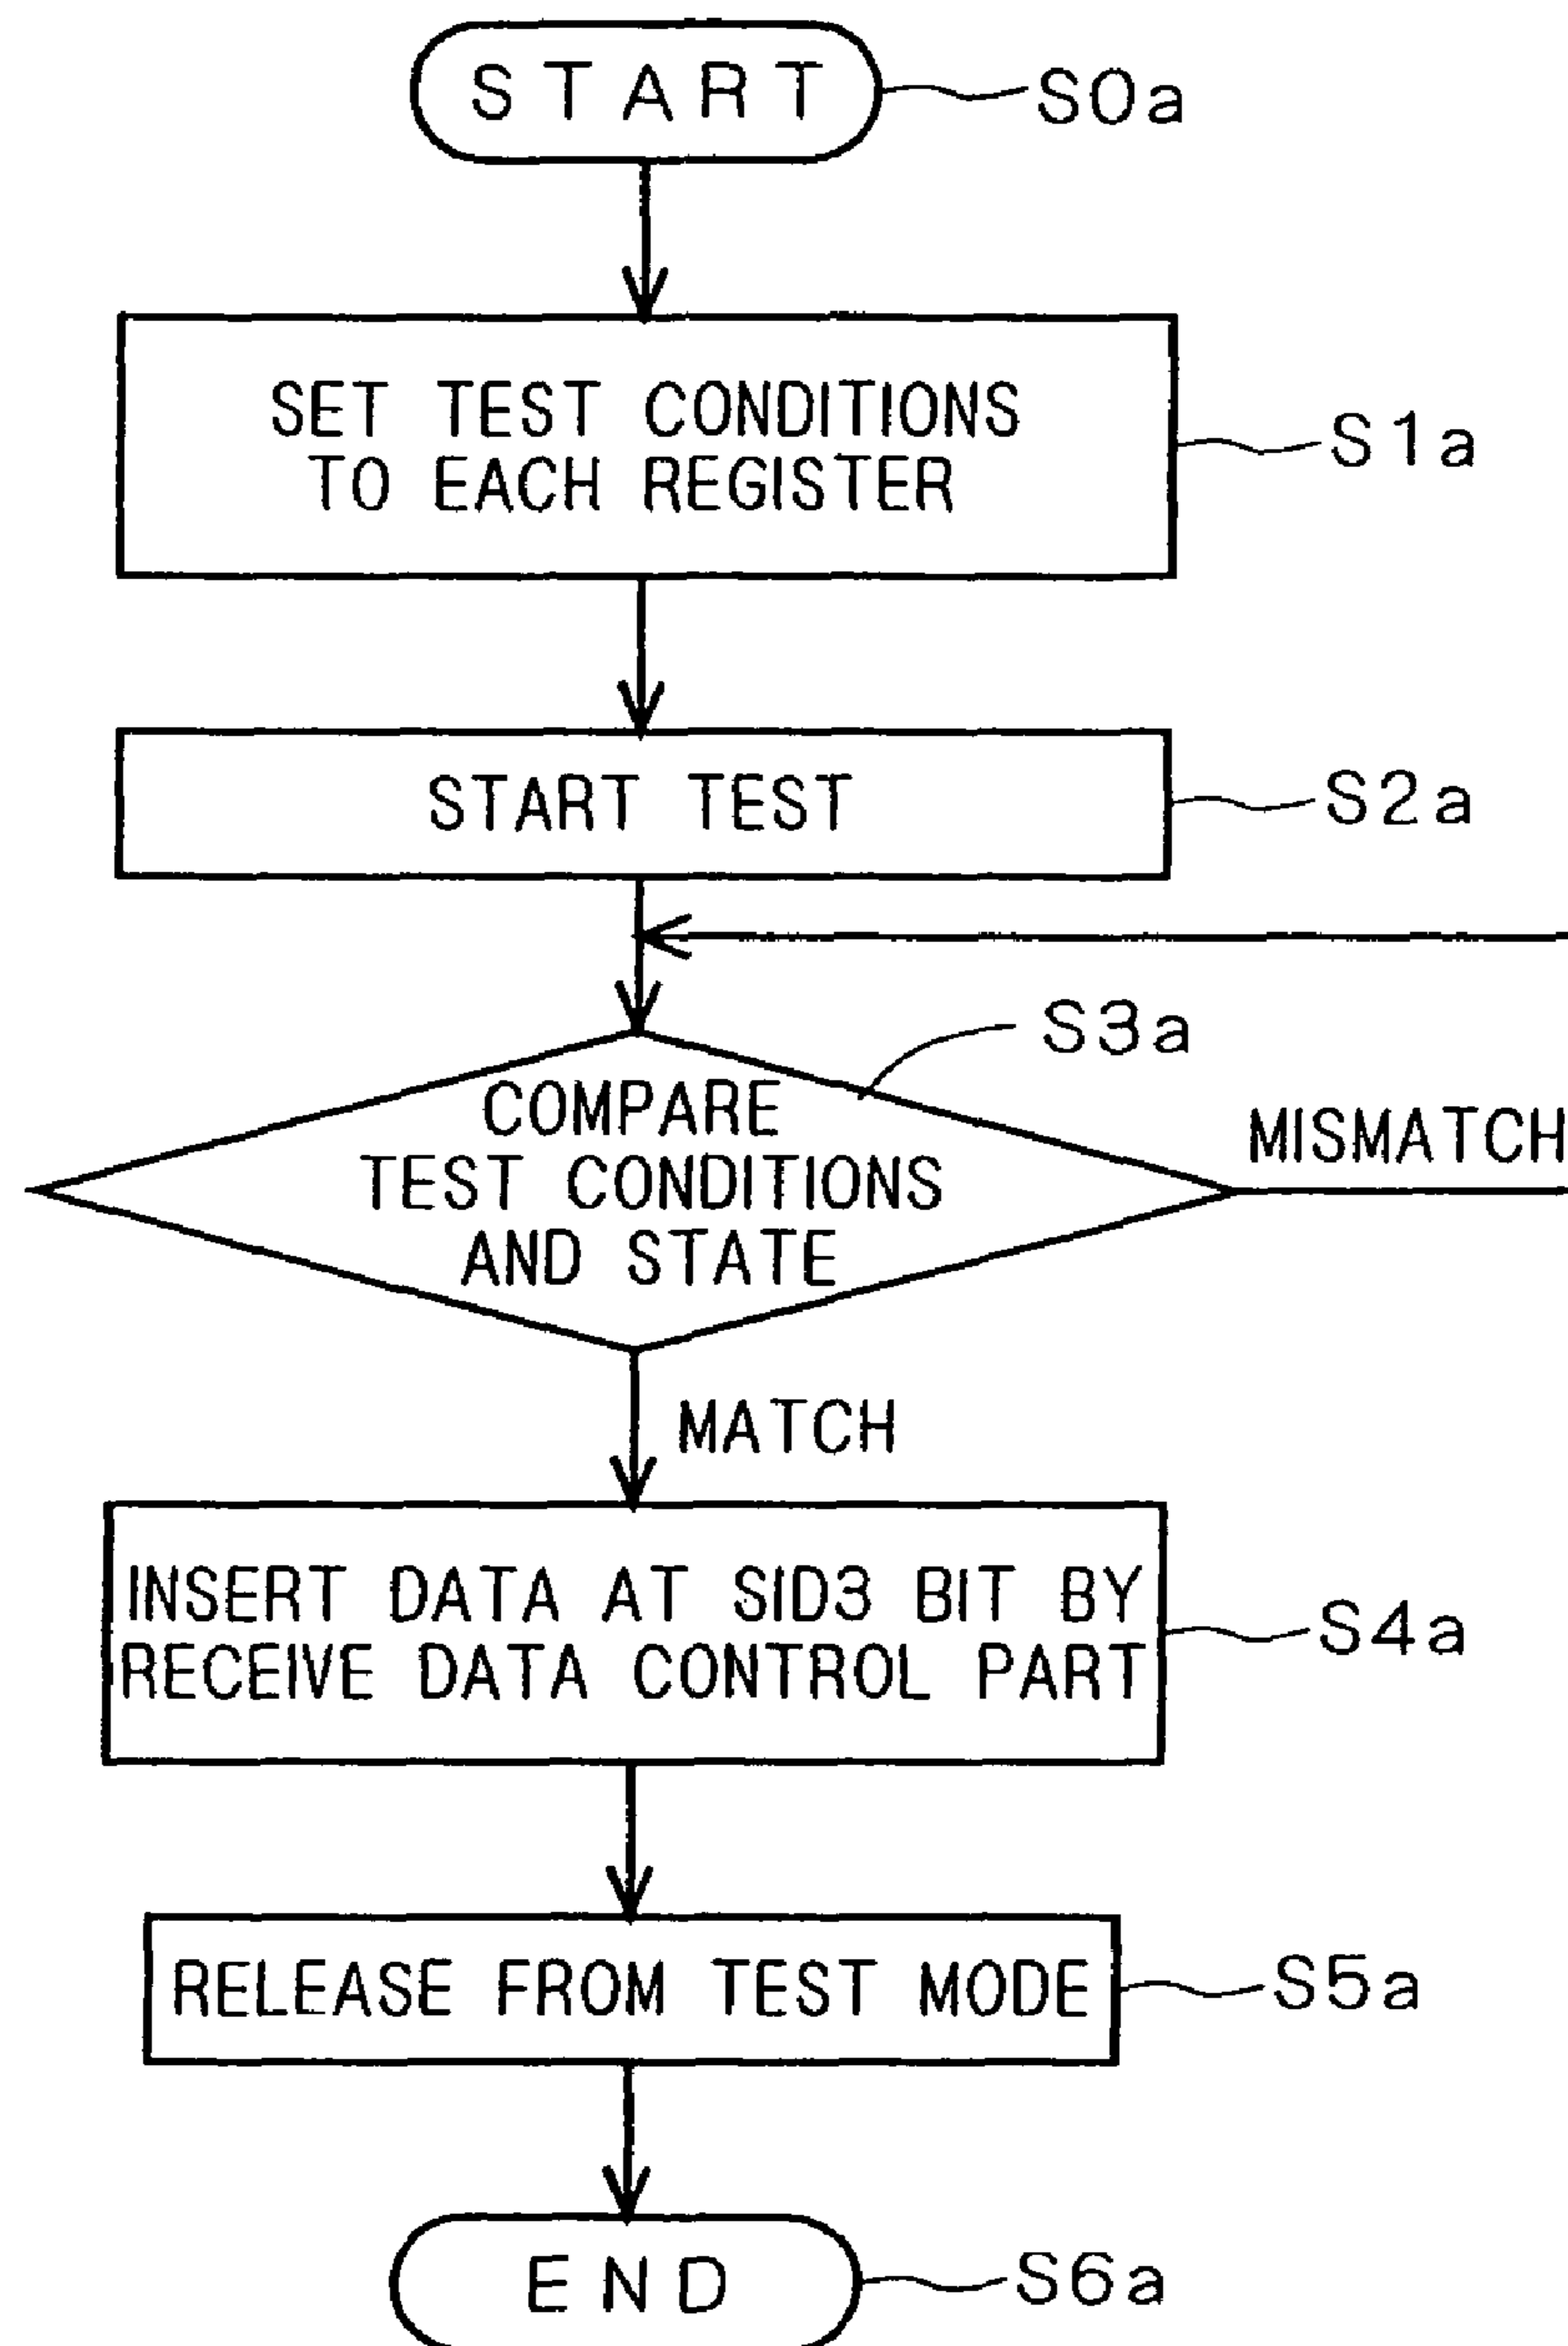 START
S0a
SET TEST CONDITIONS
TO EACH REGISTER
S1a
START TEST
S2a
S3a
COMPARE
TEST CONDITIONS
AND STATE
MISMATCH
MATCH
INSERT DATA AT SID3 BIT BY
RECEIVE DATA CONTROL PART
S4a
RELEASE FROM TEST MODE
S5a
END
S6a